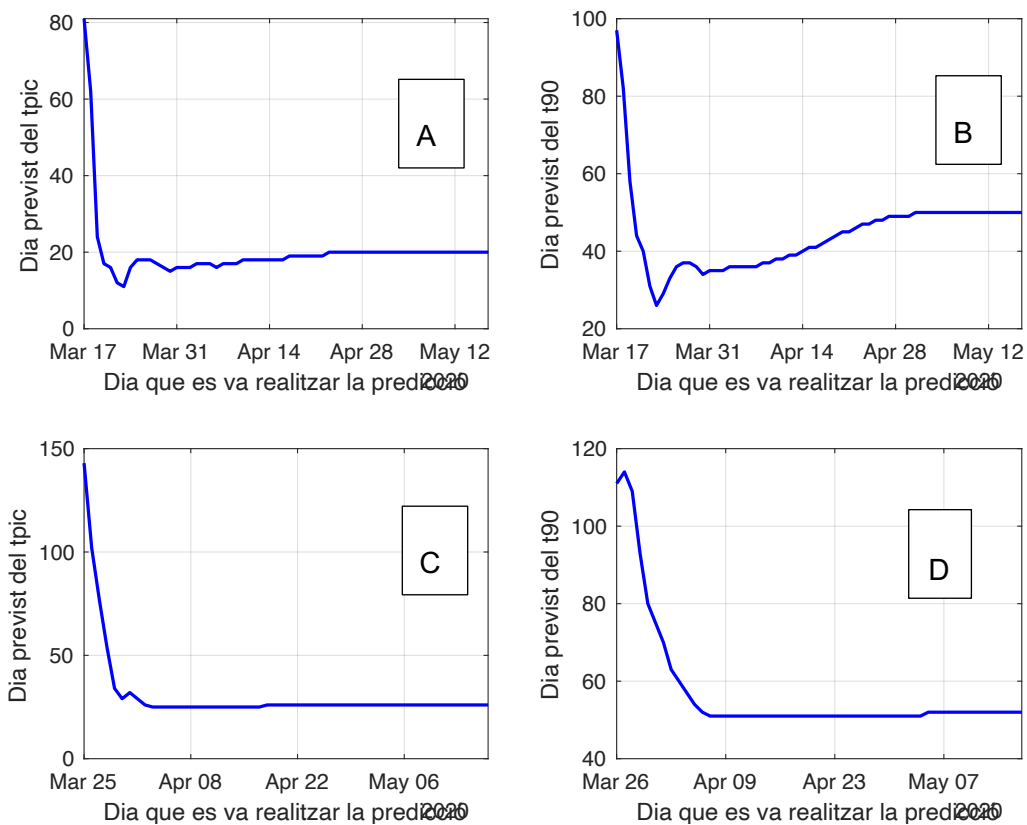 80
60
40
20
0
Dia previst del tpic
A
Mar 17 Mar 31 Apr 14 Apr 28 May 12
Dia que es va realitzar la predicció
2020
100
80
60
40
20
Dia previst del t90
B
Mar 17 Mar 31 Apr 14 Apr 28 May 12
Dia que es va realitzar la predicció
2020
150
100
50
0
Dia previst del tpic
C
Mar 25 Apr 08 Apr 22 May 06
Dia que es va realitzar la predicció
2020
120
100
80
60
40
Dia previst del t90
D
Mar 26 Apr 09 Apr 23 May 07
Dia que es va realitzar la predicció
2020